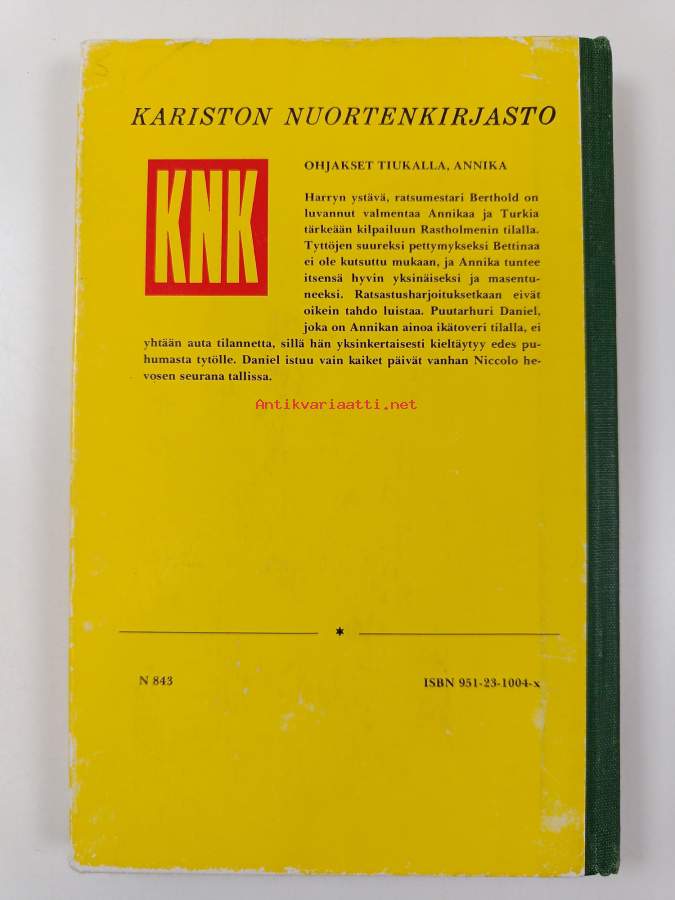 KARISTON NUORTENKIRJASTO
KNK
OHJAKSET TIUKALLA, ANNIKA
Harryn ystävä, ratsumestari Berthold on
luvannut valmentaa Annikaa ja Turkia
tärkeään kilpailuun Rastholmenin tilalla.
Tyttöjen suureksi pettymykseksi Bettinaa
ei ole kutsuttu mukaan, ja Annika tuntee
itsensä hyvin yksinäiseksi ja masentu-
neeksi. Ratsastusharjoituksetkaan eivät
oikein tahdo luistaa. Puutarhuri Daniel,
joka on Annikan ainoa ikätoveri tilalla, ei
yhtään auta tilannetta, sillä hän yksinkertaisesti kieltäytyy edes pu-
humasta tytölle. Daniel istuu vain kaiket päivät vanhan Niccolo he-
vosen seurana tallissa.
Antikvariaatti.net
N 843
ISBN 951-23-1004-x